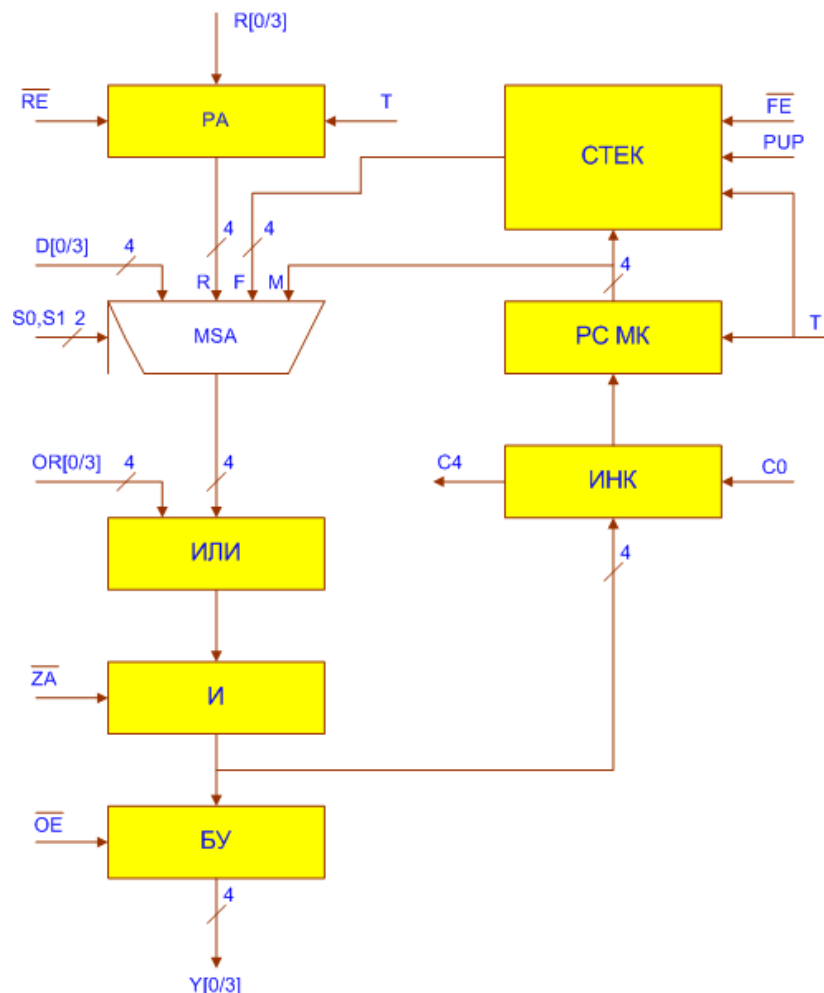 R[0/3]
RE
РА
T
СТЕК
FE
PUP
4
4
D[0/3]
4
R
F
M
4
S0,S1
2
MSA
РС МК
T
OR[0/3]
4
4
C4
ИНК
C0
ИЛИ
4
ZA
И
OE
БУ
4
Y[0/3]